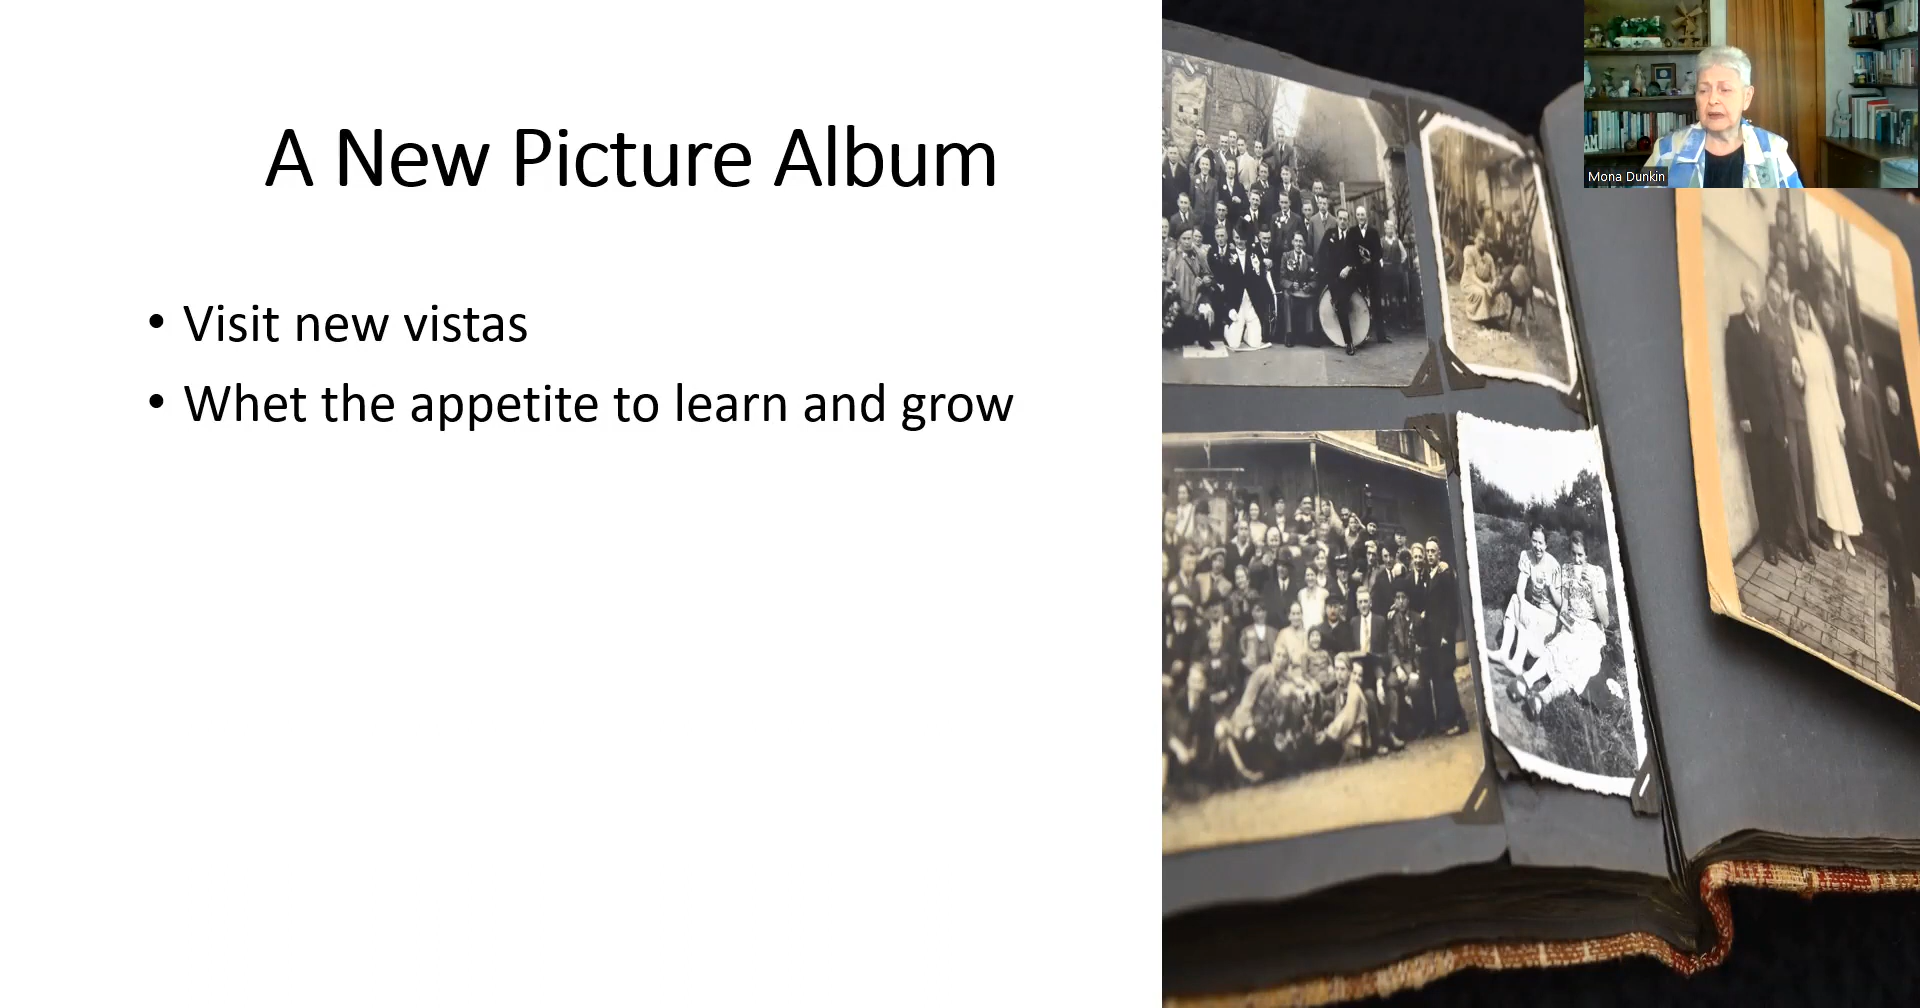 A New Picture Album
• Visit new vistas
• Whet the appetite to learn and grow
Mona Dunkin